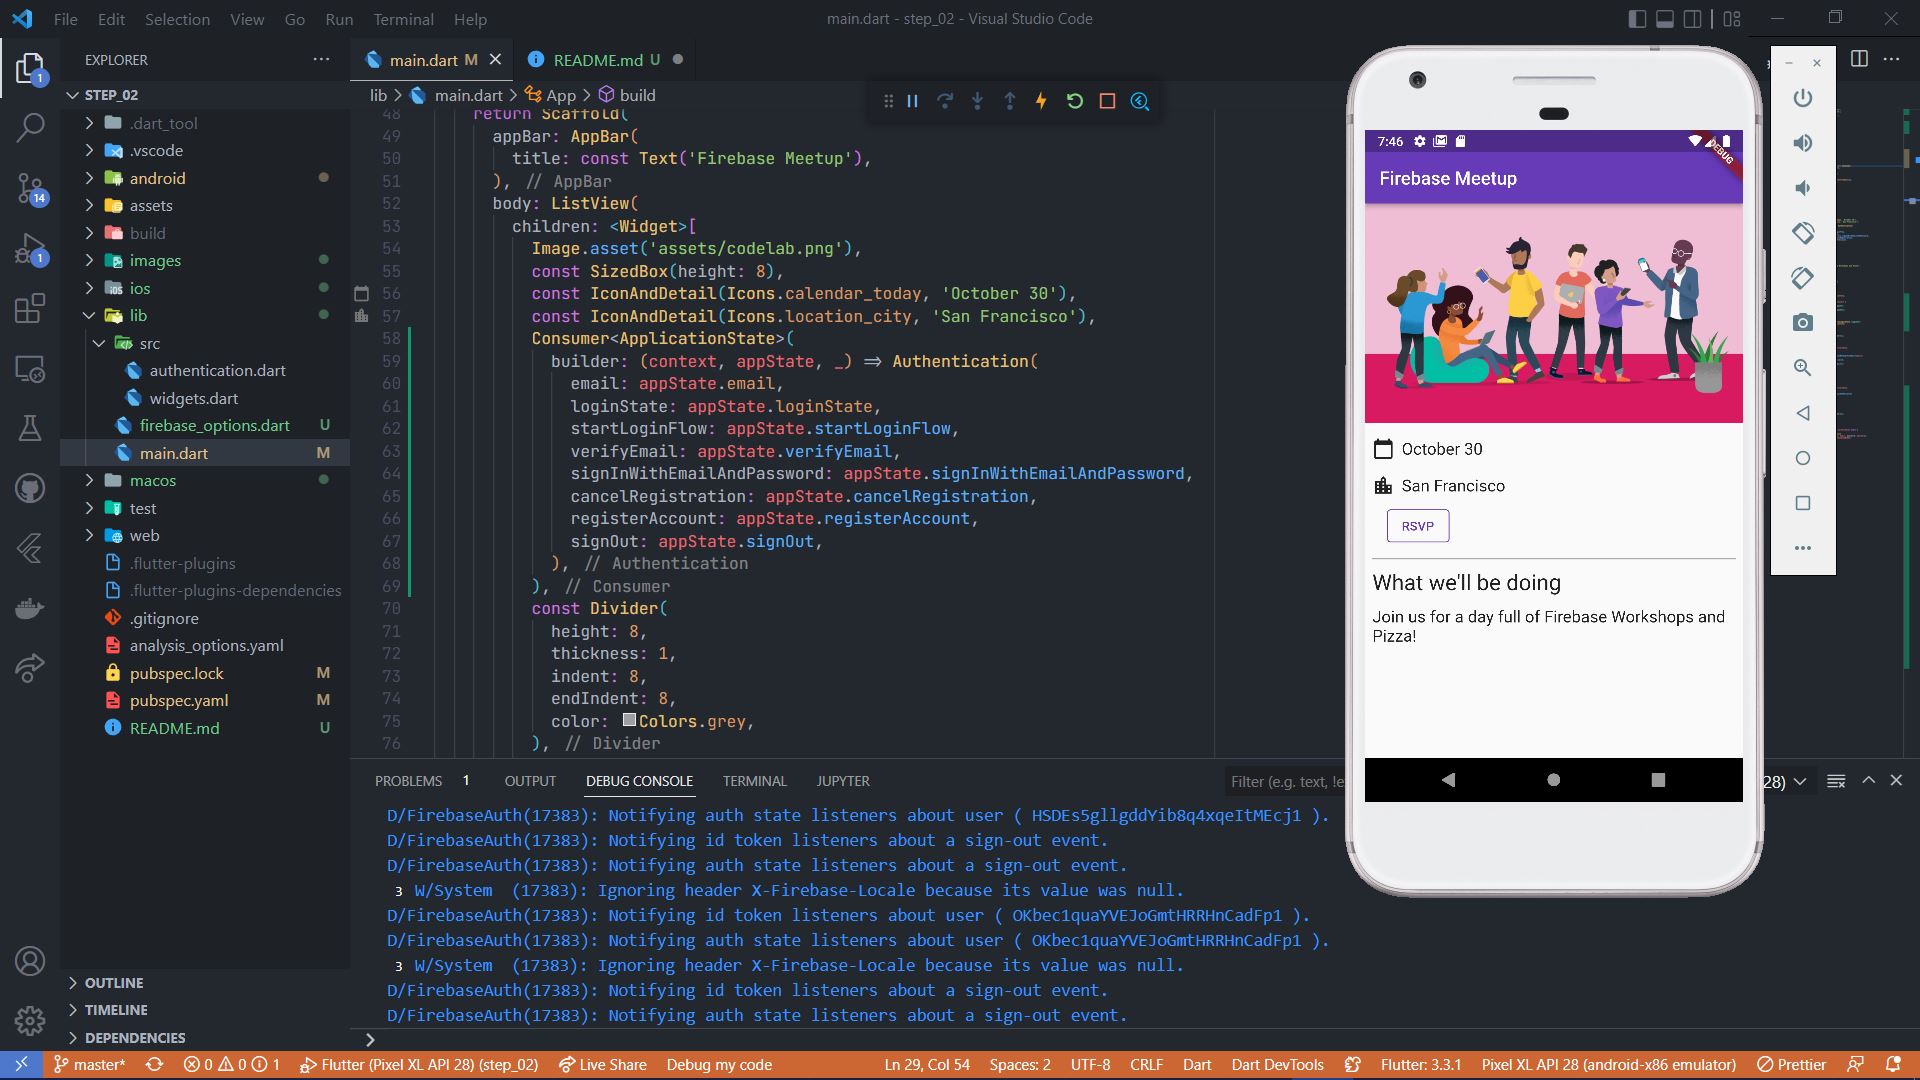 File Edit Selection View Go Run Terminal Help
main.dart - step_02 - Visual Studio Code
EXPLORER
main.dart M
README.md U
STEP_02
lib > main.dart > App > build
.dart_tool
.vscode
android
assets
build
images
ios
lib
src
authentication.dart
widgets.dart
firebase_options.dart U
main.dart M
macos
test
web
.flutter-plugins
.flutter-plugins-dependencies
.gitignore
analysis_options.yaml
pubspec.lock M
pubspec.yaml M
README.md U
OUTLINE
TIMELINE
DEPENDENCIES
1
14
1
48 return Scaffold(
49 appBar: AppBar(
50 title: const Text('Firebase Meetup'),
51 ), // AppBar
52 body: ListView(
53 children: <Widget>[
54 Image.asset('assets/codelab.png'),
55 const SizedBox(height: 8),
56 const IconAndDetail(Icons.calendar_today, 'October 30'),
57 const IconAndDetail(Icons.location_city, 'San Francisco'),
58 Consumer<ApplicationState>(
59 builder: (context, appState, _) => Authentication(
60 email: appState.email,
61 loginState: appState.loginState,
62 startLoginFlow: appState.startLoginFlow,
63 verifyEmail: appState.verifyEmail,
64 signInWithEmailAndPassword: appState.signInWithEmailAndPassword,
65 cancelRegistration: appState.cancelRegistration,
66 registerAccount: appState.registerAccount,
67 signOut: appState.signOut,
68 ), // Authentication
69 ), // Consumer
70 const Divider(
71 height: 8,
72 thickness: 1,
73 indent: 8,
74 endIndent: 8,
75 color: Colors.grey,
76 ), // Divider
PROBLEMS 1 OUTPUT DEBUG CONSOLE TERMINAL JUPYTER
Filter (e.g. text, !e
28)
D/FirebaseAuth(17383): Notifying auth state listeners about user ( HSDEs5gllgddYib8q4xqeItMEcj1 ).
D/FirebaseAuth(17383): Notifying id token listeners about a sign-out event.
D/FirebaseAuth(17383): Notifying auth state listeners about a sign-out event.
3 W/System (17383): Ignoring header X-Firebase-Locale because its value was null.
D/FirebaseAuth(17383): Notifying id token listeners about user ( OKbec1quaYVEJoGmtHRRHnCadFp1 ).
D/FirebaseAuth(17383): Notifying auth state listeners about user ( OKbec1quaYVEJoGmtHRRHnCadFp1 ).
3 W/System (17383): Ignoring header X-Firebase-Locale because its value was null.
D/FirebaseAuth(17383): Notifying id token listeners about a sign-out event.
D/FirebaseAuth(17383): Notifying auth state listeners about a sign-out event.
7:46
DEBUG
Firebase Meetup
October 30
San Francisco
RSVP
What we'll be doing
Join us for a day full of Firebase Workshops and
Pizza!
master* 0 0 1 Flutter (Pixel XL API 28) (step_02) Live Share Debug my code Ln 29, Col 54 Spaces: 2 UTF-8 CRLF Dart Dart DevTools Flutter: 3.3.1 Pixel XL API 28 (android-x86 emulator) Prettier